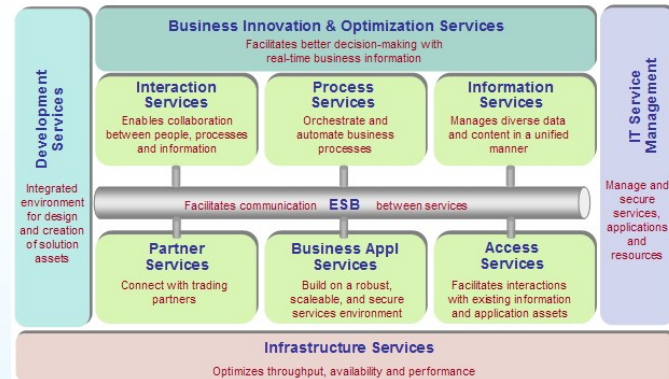 Business Innovation & Optimization Services
Facilitates better decision-making with
real-time business information
Development
Services
Integrated
environment
for design
and creation
of solution
assets
Interaction
Services
Enables collaboration
between people, processes
and information
Process
Services
Orchestrate and
automate business
processes
Information
Services
Manages diverse data
and content in a unified
manner
IT Service
Management
Manage and
secure
services,
applications
and
resources
Facilitates communication ESB between services
Partner
Services
Connect with trading
partners
Business Appl
Services
Build on a robust,
scaleable, and secure
services environment
Access
Services
Facilitates interactions
with existing information
and application assets
Infrastructure Services
Optimizes throughput, availability and performance